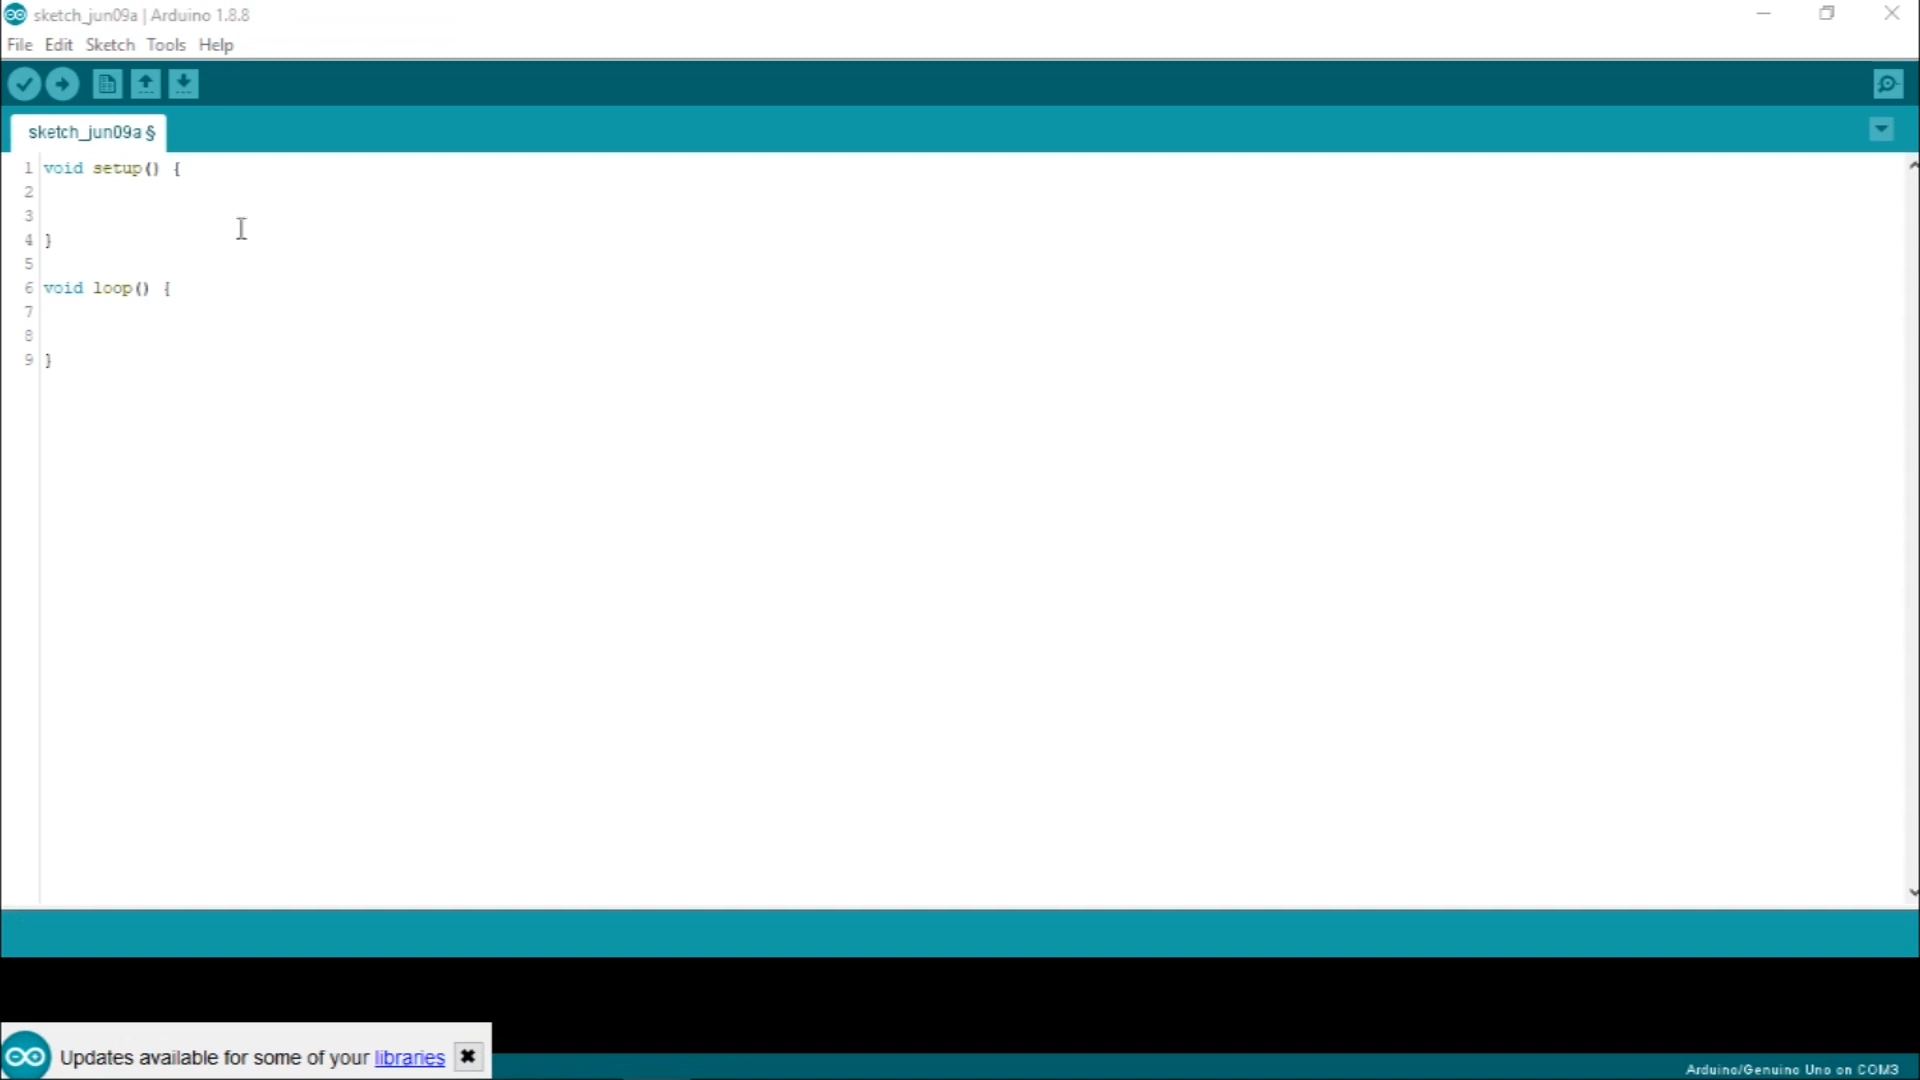 sketch_jun09a | Arduino 1.8.8
File Edit Sketch Tools Help
sketch_jun09a §
1 void setup() {
2
3
4 }
5
6 void loop() {
7
8
9 }
Updates available for some of your libraries
Arduino/Genuino Uno on COM3